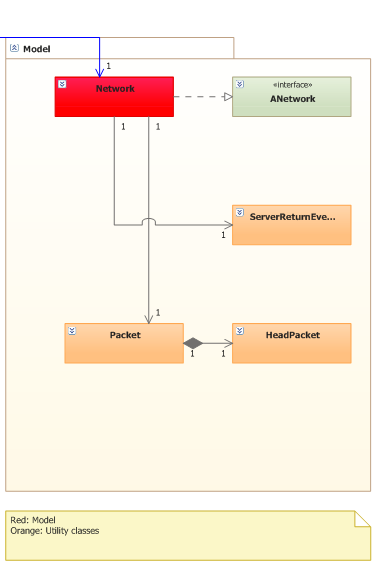 Model
1
Network
«interface»
ANetwork
1
1
ServerReturnEve...
1
1
Packet
HeadPacket
1
1
Red: Model
Orange: Utility classes